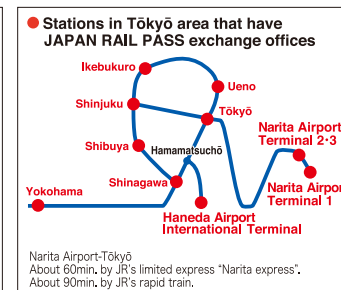 Stations in Tōkyō area that have
JAPAN RAIL PASS exchange offices
Ikebukuro
Ueno
Shinjuku
Tōkyō
Narita Airport
Terminal 2・3
Shibuya
Hamamatsuchō
Shinagawa
Narita Airpor
Terminal 1
Yokohama
Haneda Airport
International Terminal
Narita Airport-Tōkyō
About 60min. by JR's limited express "Narita express".
About 90min. by JR's rapid train.